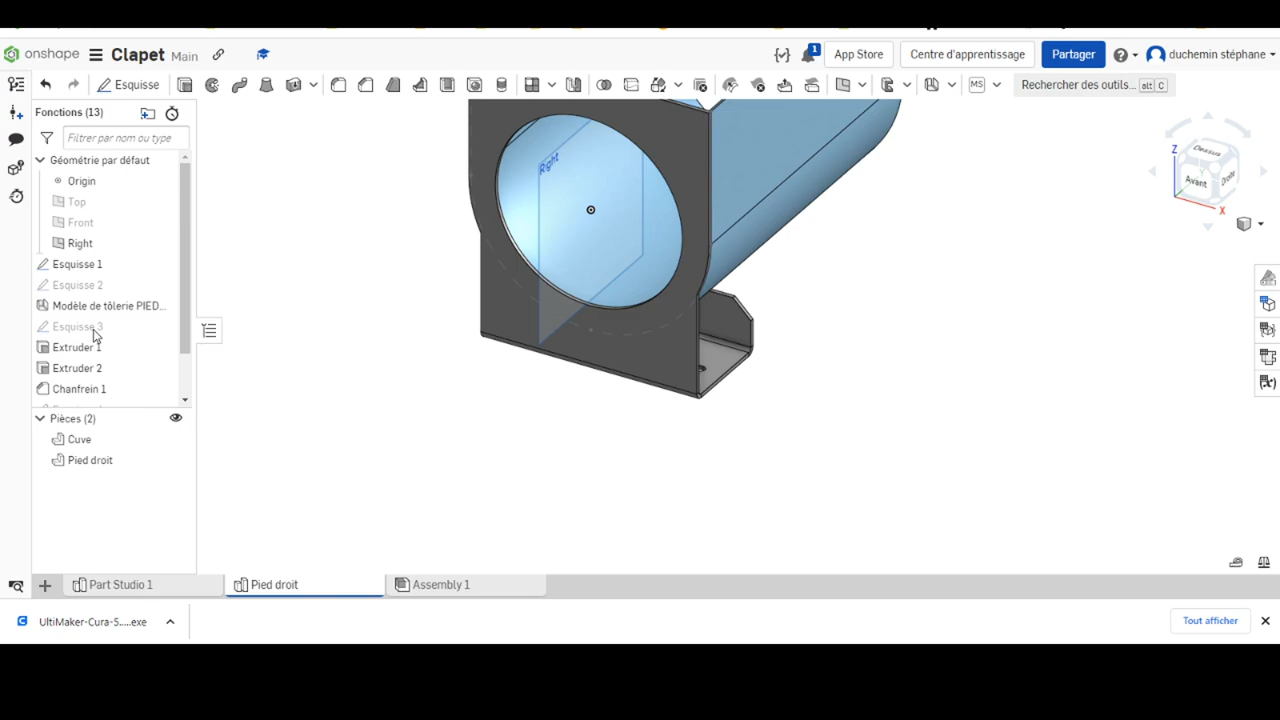 onshape Clapet Main 1 App Store Centre d'apprentissage Partager duchemin stéphane
Esquisse MS Rechercher des outils... alt C
Fonctions (13)
Filtrer par nom ou type
Géométrie par défaut
Origin
Top
Front
Right
Esquisse 1
Esquisse 2
Modèle de tôlerie PIED...
Esquisse 3
Extruder 1
Extruder 2
Chanfrein 1
Pièces (2)
Cuve
Pied droit
Right
Dessus
Avant
Droite
Z
X
Part Studio 1 Pied droit Assembly 1
UltiMaker-Cura-5.....exe Tout afficher